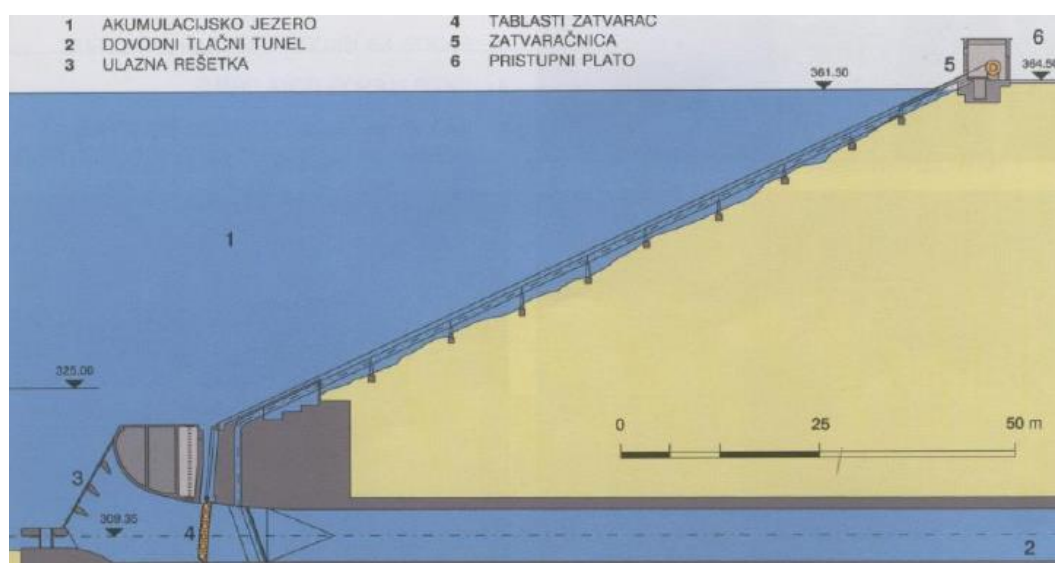 1 AKUMULACIJSKO JEZERO
2 DOVODNI TLAČNI TUNEL
3 ULAZNA REŠETKA
4 TABLASTI ZATVARAČ
5 ZATVARAČNICA
6 PRISTUPNI PLATO
6
5
361.50
364.50
1
325.00
0 25 50 m
3
309.35
4
2